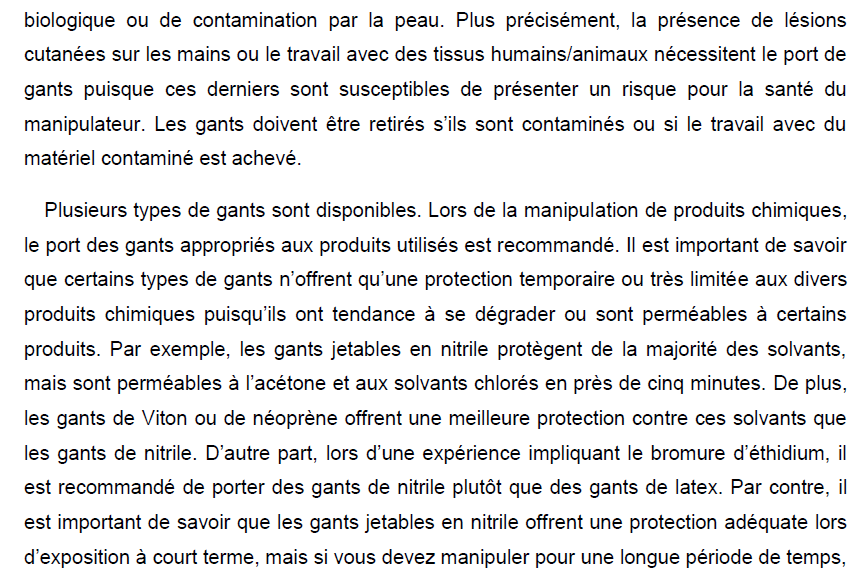 biologique ou de contamination par la peau. Plus précisément, la présence de lésions
cutanées sur les mains ou le travail avec des tissus humains/animaux nécessitent le port de
gants puisque ces derniers sont susceptibles de présenter un risque pour la santé du
manipulateur. Les gants doivent être retirés s’ils sont contaminés ou si le travail avec du
matériel contaminé est achevé.
Plusieurs types de gants sont disponibles. Lors de la manipulation de produits chimiques,
le port des gants appropriés aux produits utilisés est recommandé. Il est important de savoir
que certains types de gants n’offrent qu’une protection temporaire ou très limitée aux divers
produits chimiques puisqu’ils ont tendance à se dégrader ou sont perméables à certains
produits. Par exemple, les gants jetables en nitrile protègent de la majorité des solvants,
mais sont perméables à l’acétone et aux solvants chlorés en près de cinq minutes. De plus,
les gants de Viton ou de néoprène offrent une meilleure protection contre ces solvants que
les gants de nitrile. D’autre part, lors d’une expérience impliquant le bromure d’éthidium, il
est recommandé de porter des gants de nitrile plutôt que des gants de latex. Par contre, il
est important de savoir que les gants jetables en nitrile offrent une protection adéquate lors
d’exposition à court terme, mais si vous devez manipuler pour une longue période de temps,